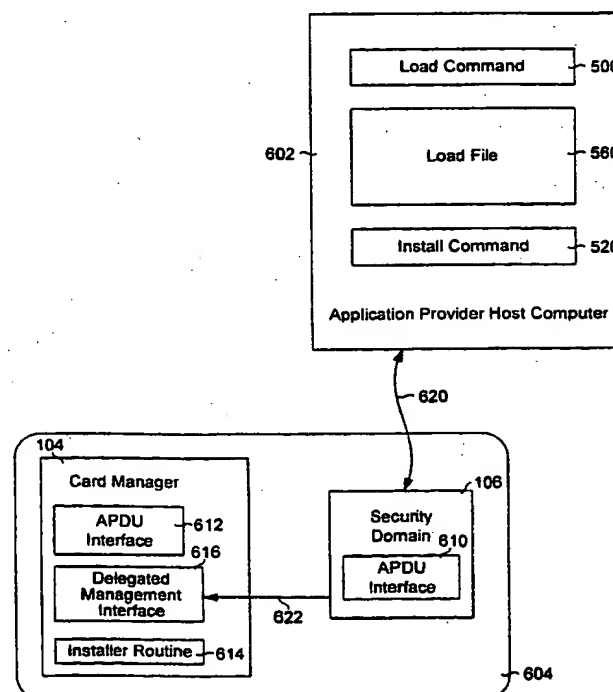 Load Command
500
602
Load File
560
Install Command
520
Application Provider Host Computer
620
104
Card Manager
106
APDU
Interface
612
Security
Domain
610
APDU
Interface
616
Delegated
Management
Interface
622
Installer Routine
614
604